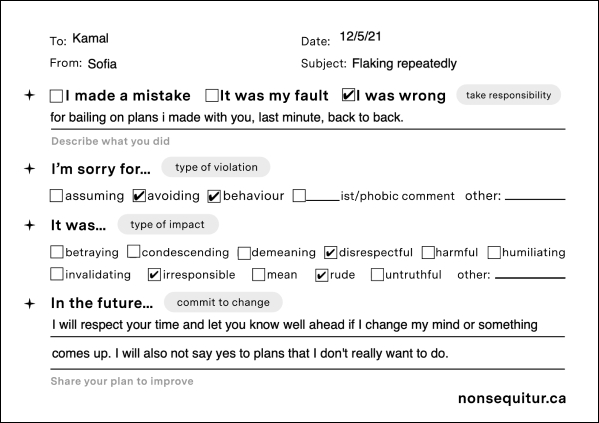 To: Kamal Date: 12/5/21
From: Sofia Subject: Flaking repeatedly
I made a mistake It was my fault I was wrong take responsibility
for bailing on plans i made with you, last minute, back to back.
Describe what you did
I'm sorry for... type of violation
assuming avoiding behaviour ____ist/phobic comment other:
It was... type of impact
betraying condescending demeaning disrespectful harmful humiliating
invalidating irresponsible mean rude untruthful other:
In the future... commit to change
I will respect your time and let you know well ahead if I change my mind or something
comes up. I will also not say yes to plans that I don't really want to do.
Share your plan to improve
nonsequitur.ca